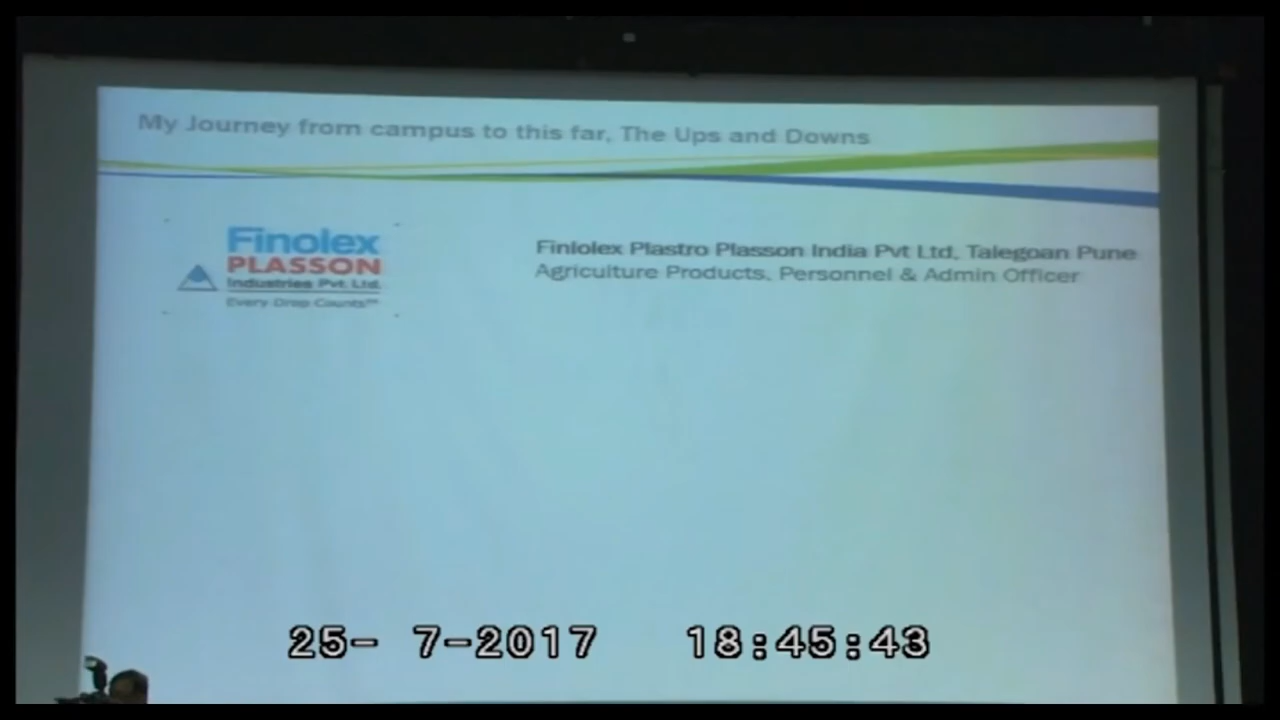 My Journey from campus to this far, The Ups and Downs
Finolex
PLASSON
Industries Pvt. Ltd.
Every Drop Counts™
Finlolex Plastro Plasson India Pvt Ltd, Talegoan Pune
Agriculture Products, Personnel & Admin Officer
25- 7-2017 18:45:43